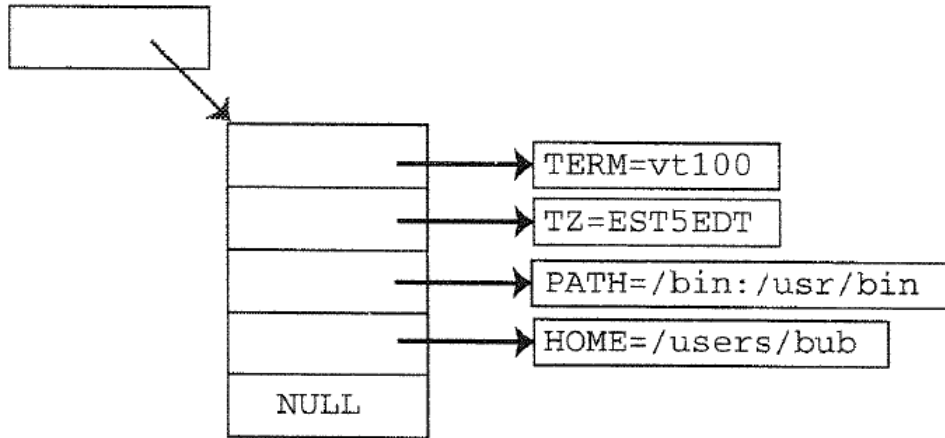 TERM=vt100
TZ=EST5EDT
PATH=/bin:/usr/bin
HOME=/users/bub
NULL